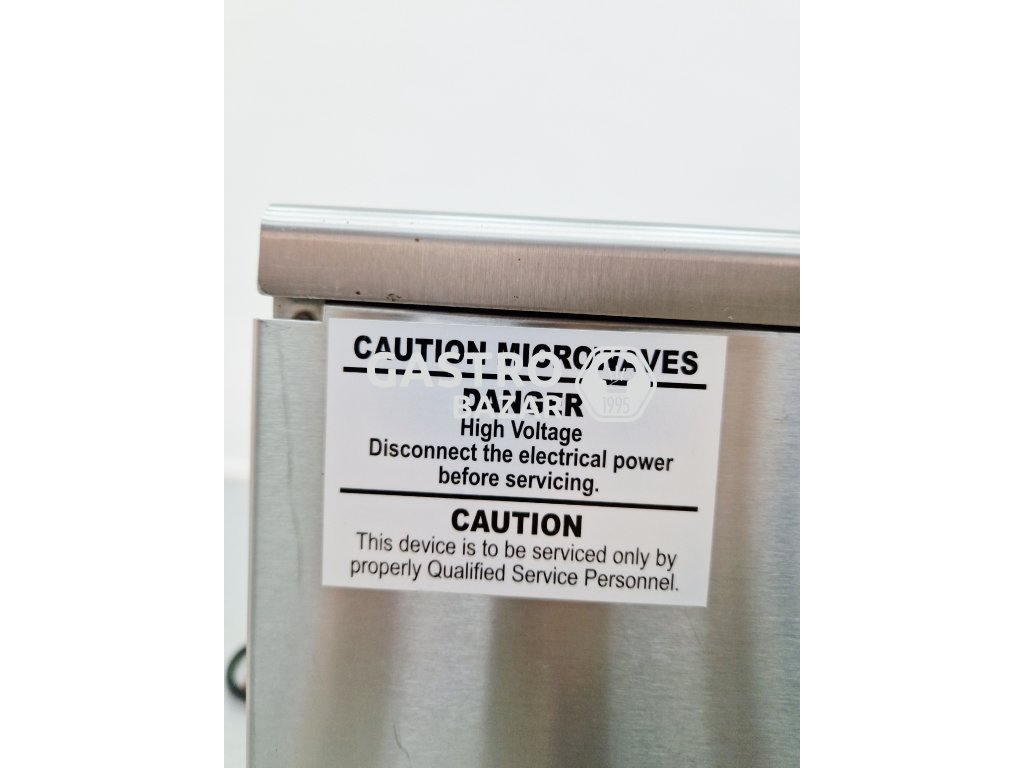 CAUTION MICROWAVES
GASTRO
BAZAR
1995
DANGER
High Voltage
Disconnect the electrical power
before servicing.
CAUTION
This device is to be serviced only by
properly Qualified Service Personnel.